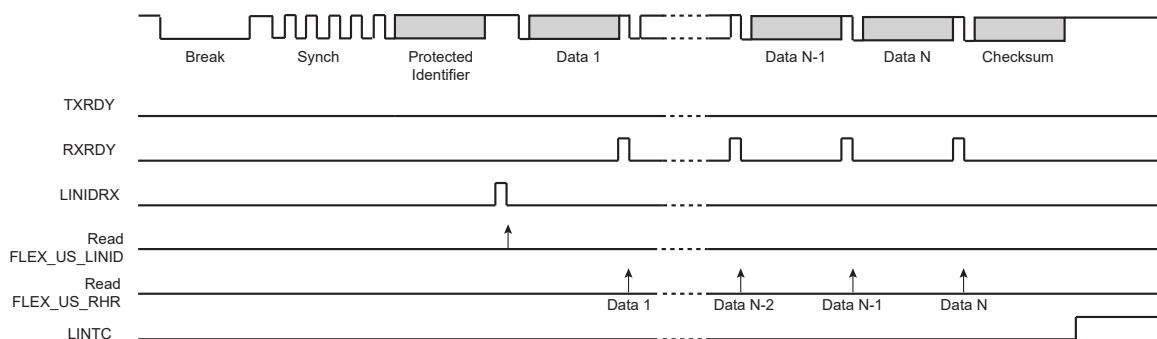 Break Synch Protected Data 1 Data N-1 Data N Checksum
Identifier
TXRDY
RXRDY
LINIDRX
Read
FLEX_US_LINID
Read
FLEX_US_RHR
Data 1 Data N-2 Data N-1 Data N
LINTC